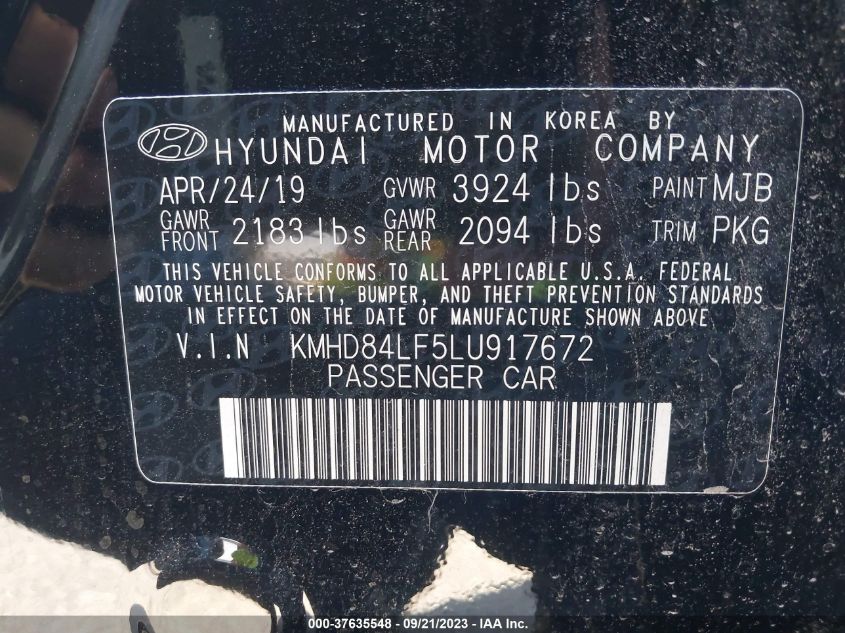 MANUFACTURED IN KOREA BY
HYUNDAI MOTOR COMPANY
APR/24/19 GVWR 3924 lbs PAINT MJB
GAWR FRONT 2183 lbs GAWR REAR 2094 lbs TRIM PKG
THIS VEHICLE CONFORMS TO ALL APPLICABLE U.S.A. FEDERAL
MOTOR VEHICLE SAFETY, BUMPER, AND THEFT PREVENTION STANDARDS
IN EFFECT ON THE DATE OF MANUFACTURE SHOWN ABOVE
V.I.N KMHD84LF5LU917672
PASSENGER CAR
000-37635548 - 09/21/2023 - IAA Inc.